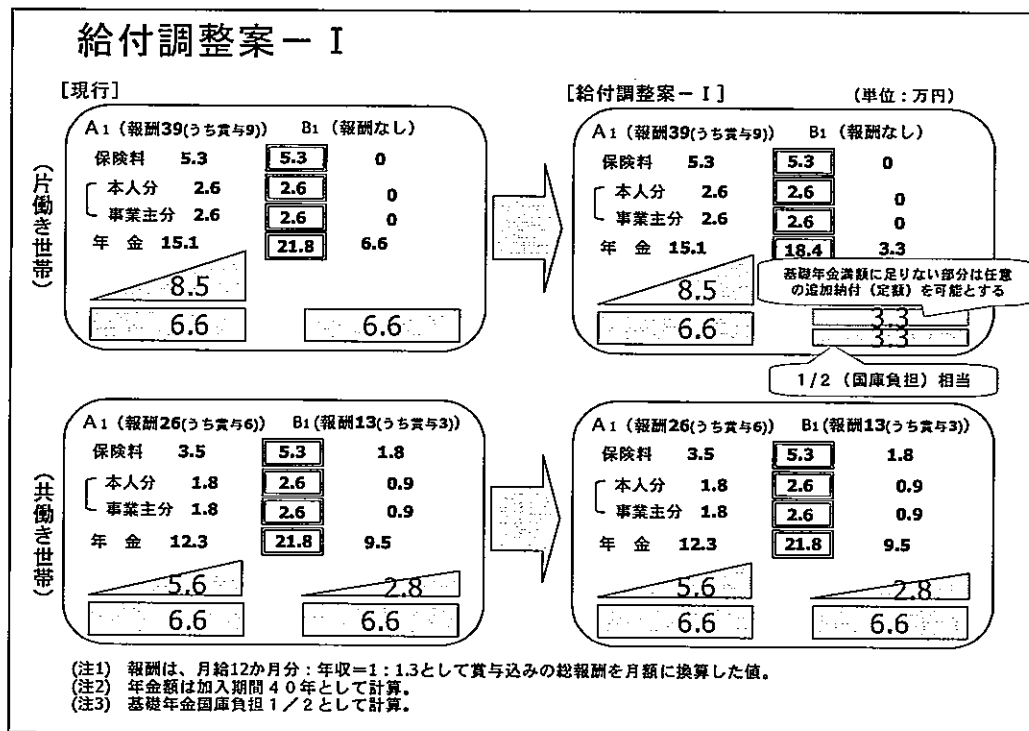 給付調整案－Ⅰ
［現行］
［給付調整案－Ⅰ］
（単位：万円）
（片働き世帯）
A1（報酬39(うち賞与9)） B1（報酬なし）
保険料 5.3 5.3 0
本人分 2.6 2.6 0
事業主分 2.6 2.6 0
年 金 15.1 21.8 6.6
8.5
6.6 6.6
A1（報酬39(うち賞与9)） B1（報酬なし）
保険料 5.3 5.3 0
本人分 2.6 2.6 0
事業主分 2.6 2.6 0
年 金 15.1 18.4 3.3
基礎年金満額に足りない部分は任意
の追加納付（定額）を可能とする
8.5
6.6 3.3
3.3
1/2（国庫負担）相当
（共働き世帯）
A1（報酬26(うち賞与6)） B1(報酬13(うち賞与3))
保険料 3.5 5.3 1.8
本人分 1.8 2.6 0.9
事業主分 1.8 2.6 0.9
年 金 12.3 21.8 9.5
5.6 2.8
6.6 6.6
A1（報酬26(うち賞与6)） B1(報酬13(うち賞与3))
保険料 3.5 5.3 1.8
本人分 1.8 2.6 0.9
事業主分 1.8 2.6 0.9
年 金 12.3 21.8 9.5
5.6 2.8
6.6 6.6
(注1) 報酬は、月給12か月分：年収＝1：1.3として賞与込みの総報酬を月額に換算した値。
(注2) 年金額は加入期間４０年として計算。
(注3) 基礎年金国庫負担１／２として計算。